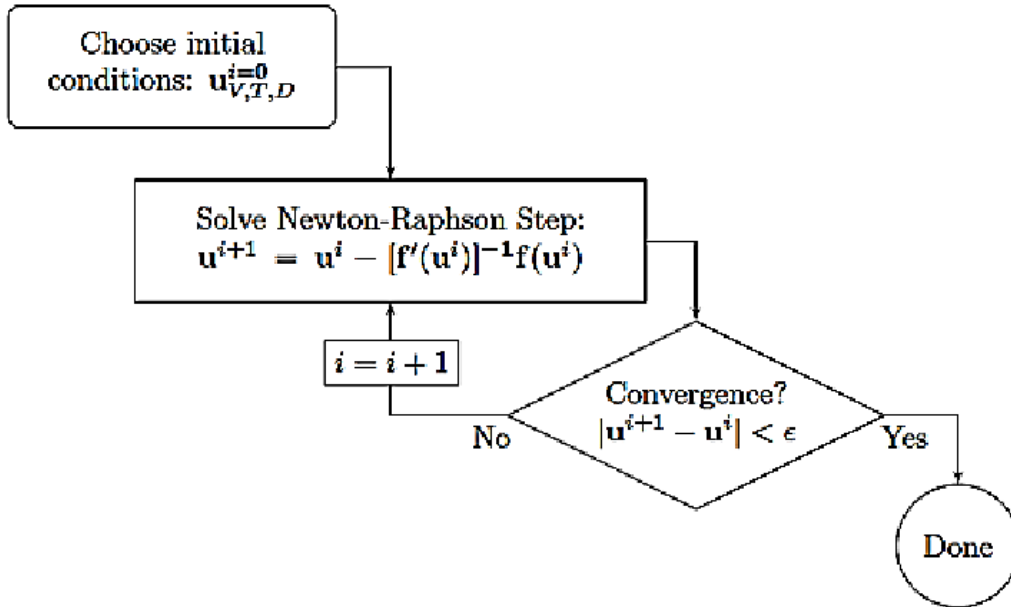 Choose initial
conditions: u^{i=0}_{V,T,D}
Solve Newton-Raphson Step:
u^{i+1} = u^i − [f′(u^i)]^{−1}f(u^i)
i = i + 1
Convergence?
|u^{i+1} − u^i| < ϵ
No
Yes
Done